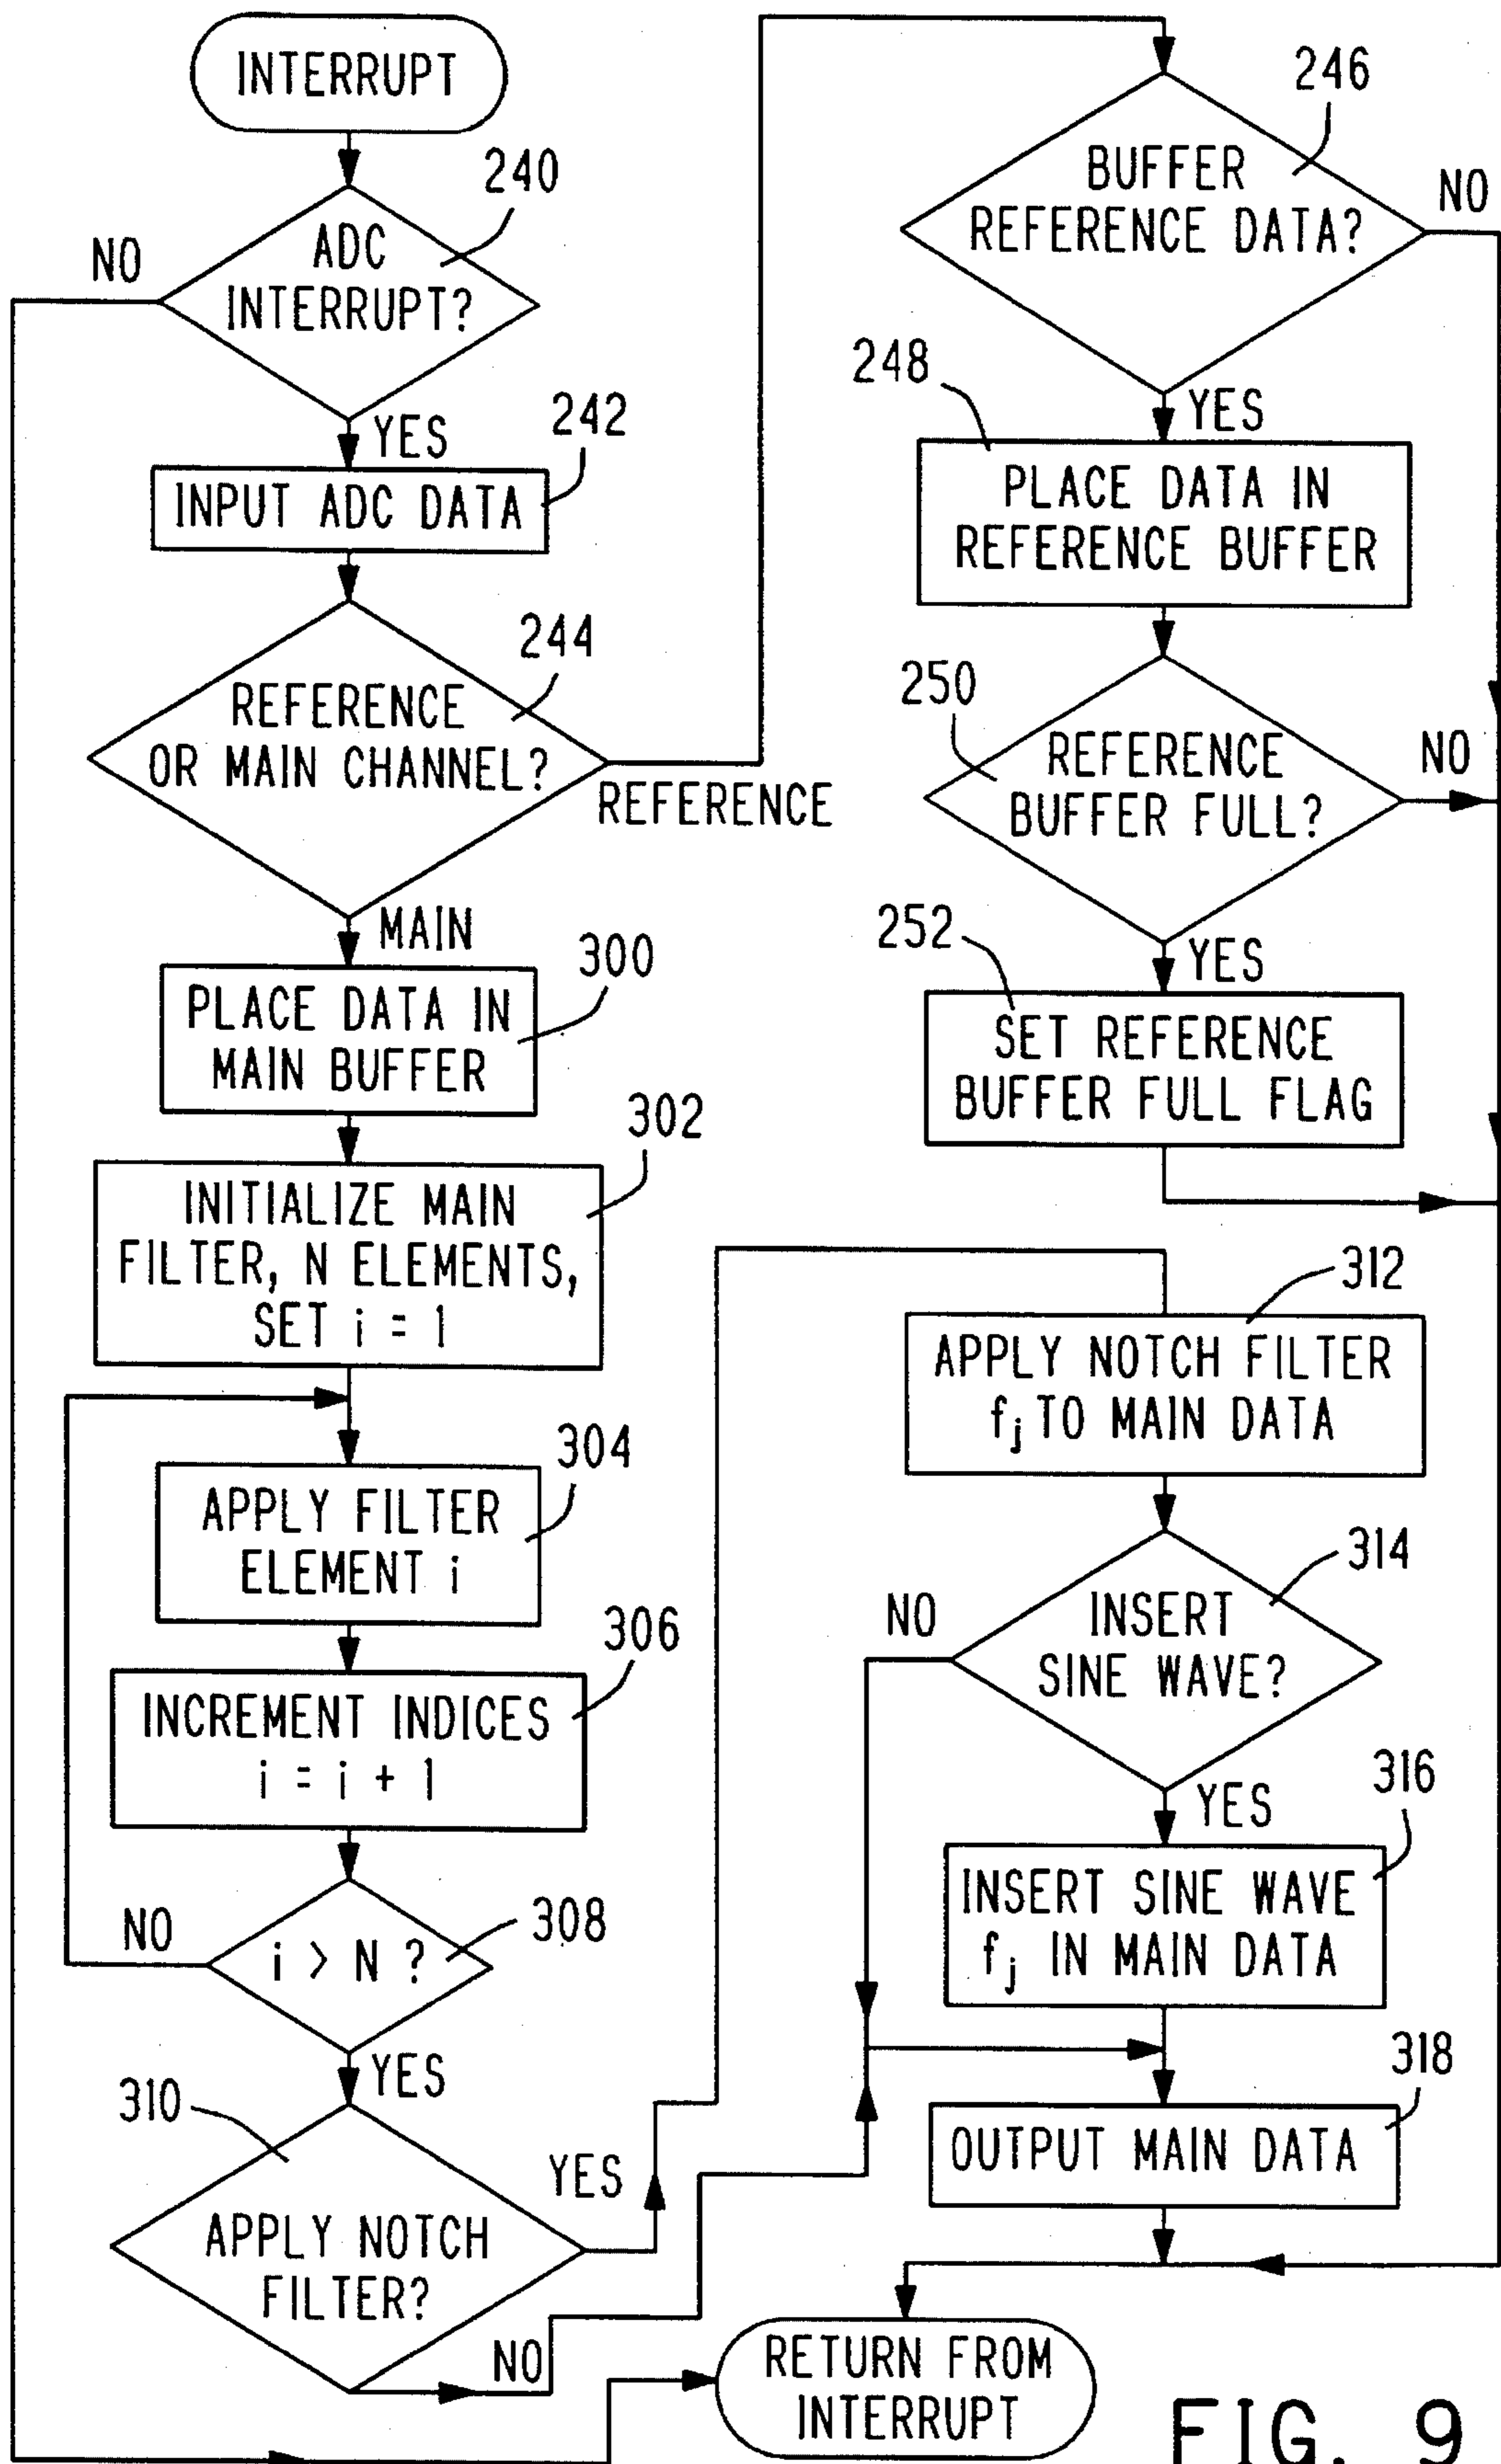 INTERRUPT
240
ADC
INTERRUPT?
NO
YES
242
INPUT ADC DATA
244
REFERENCE
OR MAIN CHANNEL?
REFERENCE
MAIN
300
PLACE DATA IN
MAIN BUFFER
302
INITIALIZE MAIN
FILTER, N ELEMENTS,
SET i = 1
304
APPLY FILTER
ELEMENT i
306
INCREMENT INDICES
i = i + 1
308
i > N ?
NO
YES
310
APPLY NOTCH
FILTER?
YES
NO
246
BUFFER
REFERENCE DATA?
NO
YES
248
PLACE DATA IN
REFERENCE BUFFER
250
REFERENCE
BUFFER FULL?
NO
YES
252
SET REFERENCE
BUFFER FULL FLAG
312
APPLY NOTCH FILTER
fj TO MAIN DATA
314
INSERT
SINE WAVE?
NO
YES
316
INSERT SINE WAVE
fj IN MAIN DATA
318
OUTPUT MAIN DATA
RETURN FROM
INTERRUPT
FIG. 9